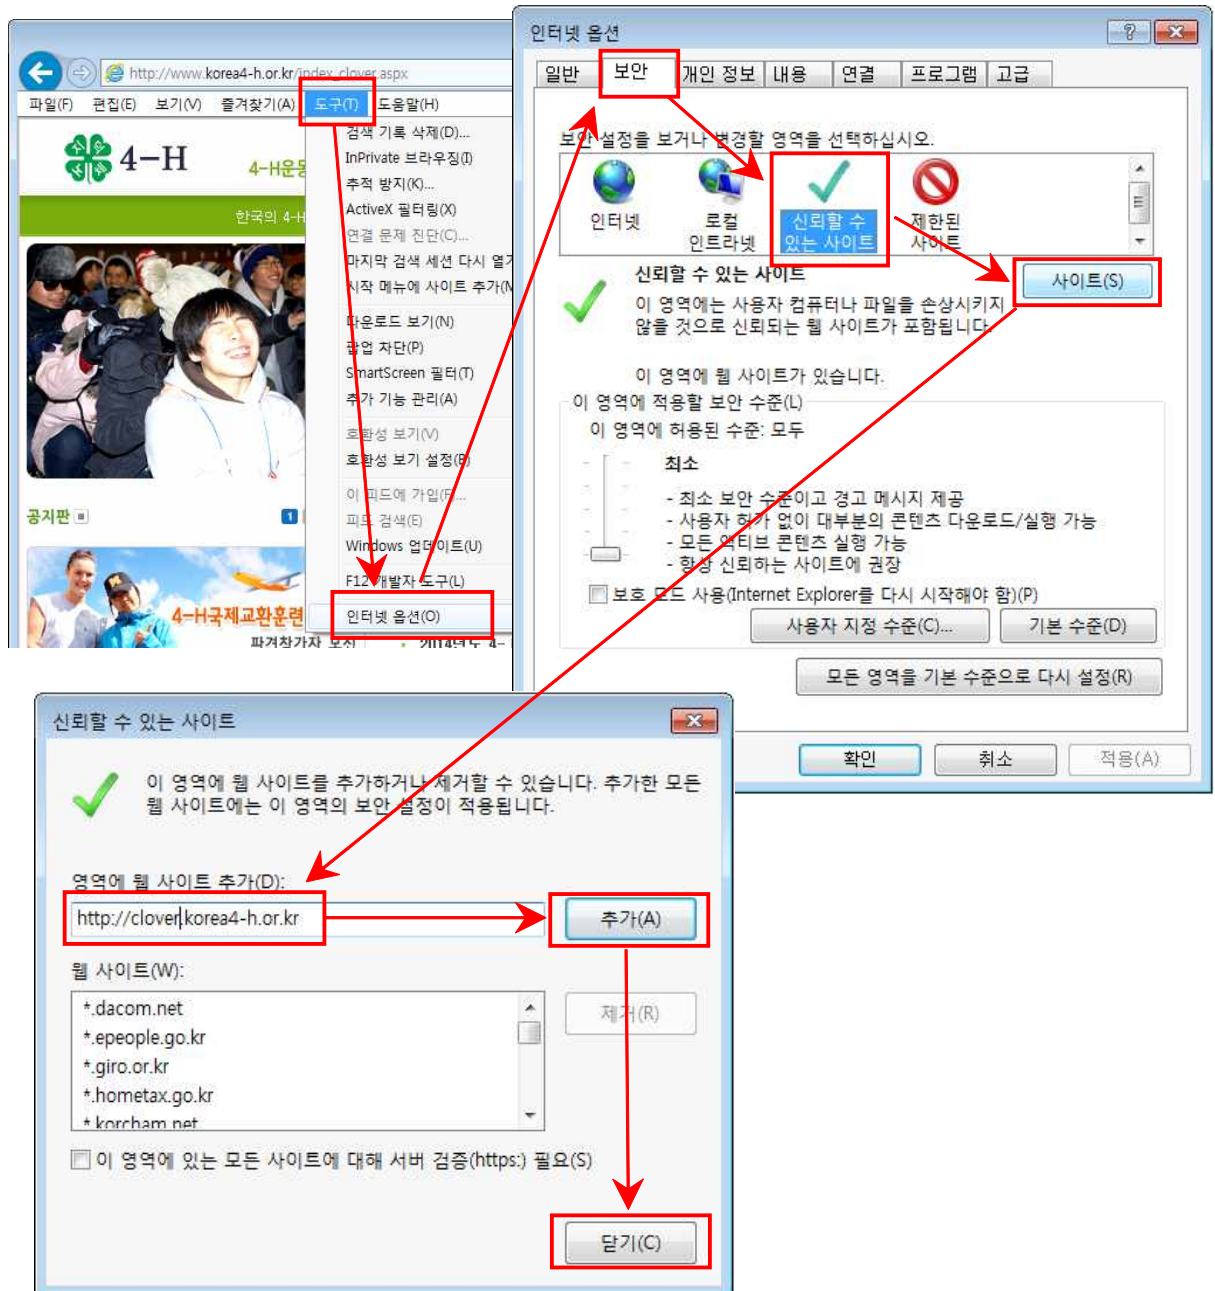 http://www.korea4-h.or.kr/index_clover.aspx
파일(F) 편집(E) 보기(V) 즐겨찾기(A) 도구(T) 도움말(H)
4-H
4-H운동
한국의 4-H
공지판
1
4-H국제교환훈련
파견참가자 모집
2014년도 4-
검색 기록 삭제(D)...
InPrivate 브라우징(I)
추적 방지(K)...
ActiveX 필터링(X)
연결 문제 진단(C)...
마지막 검색 세션 다시 열기
시작 메뉴에 사이트 추가(M
다운로드 보기(N)
팝업 차단(P)
SmartScreen 필터(T)
추가 기능 관리(A)
호환성 보기(V)
호환성 보기 설정(B)
이 피드에 가입(F)...
피드 검색(E)
Windows 업데이트(U)
F12 개발자 도구(L)
인터넷 옵션(O)
인터넷 옵션
일반 보안 개인 정보 내용 연결 프로그램 고급
보안 설정을 보거나 변경할 영역을 선택하십시오.
인터넷
로컬
인트라넷
신뢰할 수
있는 사이트
제한된
사이트
신뢰할 수 있는 사이트
사이트(S)
이 영역에는 사용자 컴퓨터나 파일을 손상시키지
않을 것으로 신뢰되는 웹 사이트가 포함됩니다.
이 영역에 웹 사이트가 있습니다.
이 영역에 적용할 보안 수준(L)
이 영역에 허용된 수준: 모두
최소
- 최소 보안 수준이고 경고 메시지 제공
- 사용자 허가 없이 대부분의 콘텐츠 다운로드/실행 가능
- 모든 액티브 콘텐츠 실행 가능
- 항상 신뢰하는 사이트에 권장
보호 모드 사용(Internet Explorer를 다시 시작해야 함)(P)
사용자 지정 수준(C)... 기본 수준(D)
모든 영역을 기본 수준으로 다시 설정(R)
확인 취소 적용(A)
신뢰할 수 있는 사이트
이 영역에 웹 사이트를 추가하거나 제거할 수 있습니다. 추가한 모든
웹 사이트에는 이 영역의 보안 설정이 적용됩니다.
영역에 웹 사이트 추가(D):
http://clover.korea4-h.or.kr 추가(A)
웹 사이트(W):
*.dacom.net
*.epeople.go.kr
*.giro.or.kr
*.hometax.go.kr
*.korcham.net
제거(R)
이 영역에 있는 모든 사이트에 대해 서버 검증(https:) 필요(S)
닫기(C)